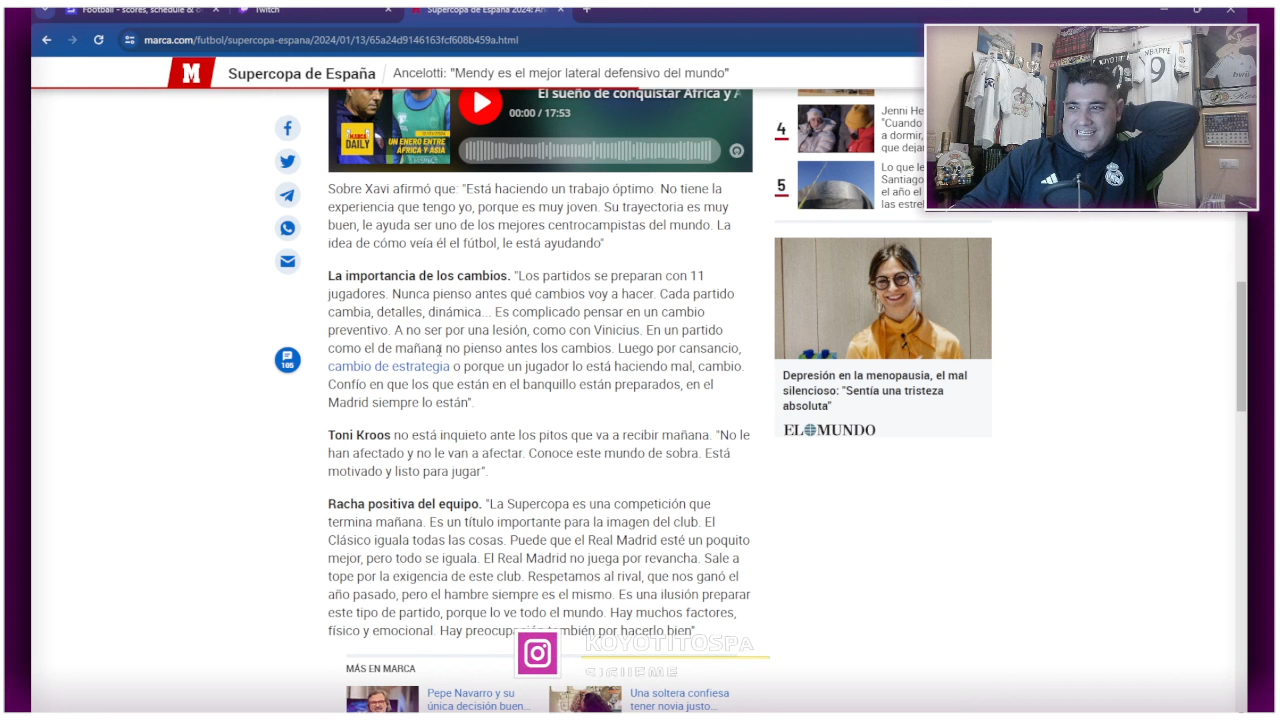 Football - scores, schedule &
Twitch
Supercopa de España 2024: An
marca.com/futbol/supercopa-espana/2024/01/13/65a24d9146163fcf608b459a.html
M
Supercopa de España
Ancelotti: "Mendy es el mejor lateral defensivo del mundo"
El sueño de conquistar África y A
00:00 / 17:53
MARCA
DAILY
UN ENERO ENTRE
ÁFRICA Y ASIA
Sobre Xavi afirmó que: "Está haciendo un trabajo óptimo. No tiene la
experiencia que tengo yo, porque es muy joven. Su trayectoria es muy
buen, le ayuda ser uno de los mejores centrocampistas del mundo. La
idea de cómo veía él el fútbol, le está ayudando"
La importancia de los cambios. "Los partidos se preparan con 11
jugadores. Nunca pienso antes qué cambios voy a hacer. Cada partido
cambia, detalles, dinámica... Es complicado pensar en un cambio
preventivo. A no ser por una lesión, como con Vinicius. En un partido
como el de mañana no pienso antes los cambios. Luego por cansancio,
cambio de estrategia o porque un jugador lo está haciendo mal, cambio.
Confío en que los que están en el banquillo están preparados, en el
Madrid siempre lo están".
105
Toni Kroos no está inquieto ante los pitos que va a recibir mañana. "No le
han afectado y no le van a afectar. Conoce este mundo de sobra. Está
motivado y listo para jugar".
Racha positiva del equipo. "La Supercopa es una competición que
termina mañana. Es un título importante para la imagen del club. El
Clásico iguala todas las cosas. Puede que el Real Madrid esté un poquito
mejor, pero todo se iguala. El Real Madrid no juega por revancha. Sale a
tope por la exigencia de este club. Respetamos al rival, que nos ganó el
año pasado, pero el hambre siempre es el mismo. Es una ilusión preparar
este tipo de partido, porque lo ve todo el mundo. Hay muchos factores,
físico y emocional. Hay preocupación también por hacerlo bien"
KOYOTITOSPA
SIGUEME
MÁS EN MARCA
Pepe Navarro y su
única decisión buen...
Una soltera confiesa
tener novia justo...
4
Jenni He
"Cuando
a dormir,
que dejar
5
Lo que le
Santiago
el año el
las estrel
Depresión en la menopausia, el mal
silencioso: "Sentía una tristeza
absoluta"
EL MUNDO
MBAPPE
9